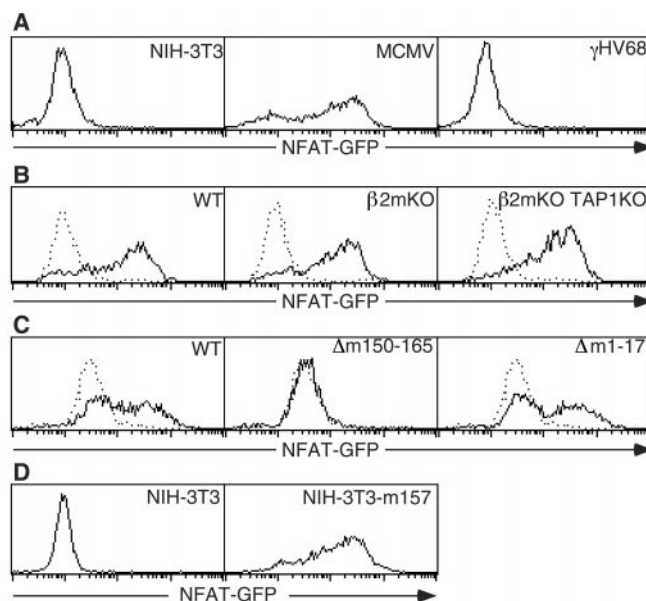 A
NIH-3T3
MCMV
γHV68
NFAT-GFP
B
WT
β2mKO
β2mKO TAP1KO
NFAT-GFP
C
WT
Δm150-165
Δm1-17
NFAT-GFP
D
NIH-3T3
NIH-3T3-m157
NFAT-GFP